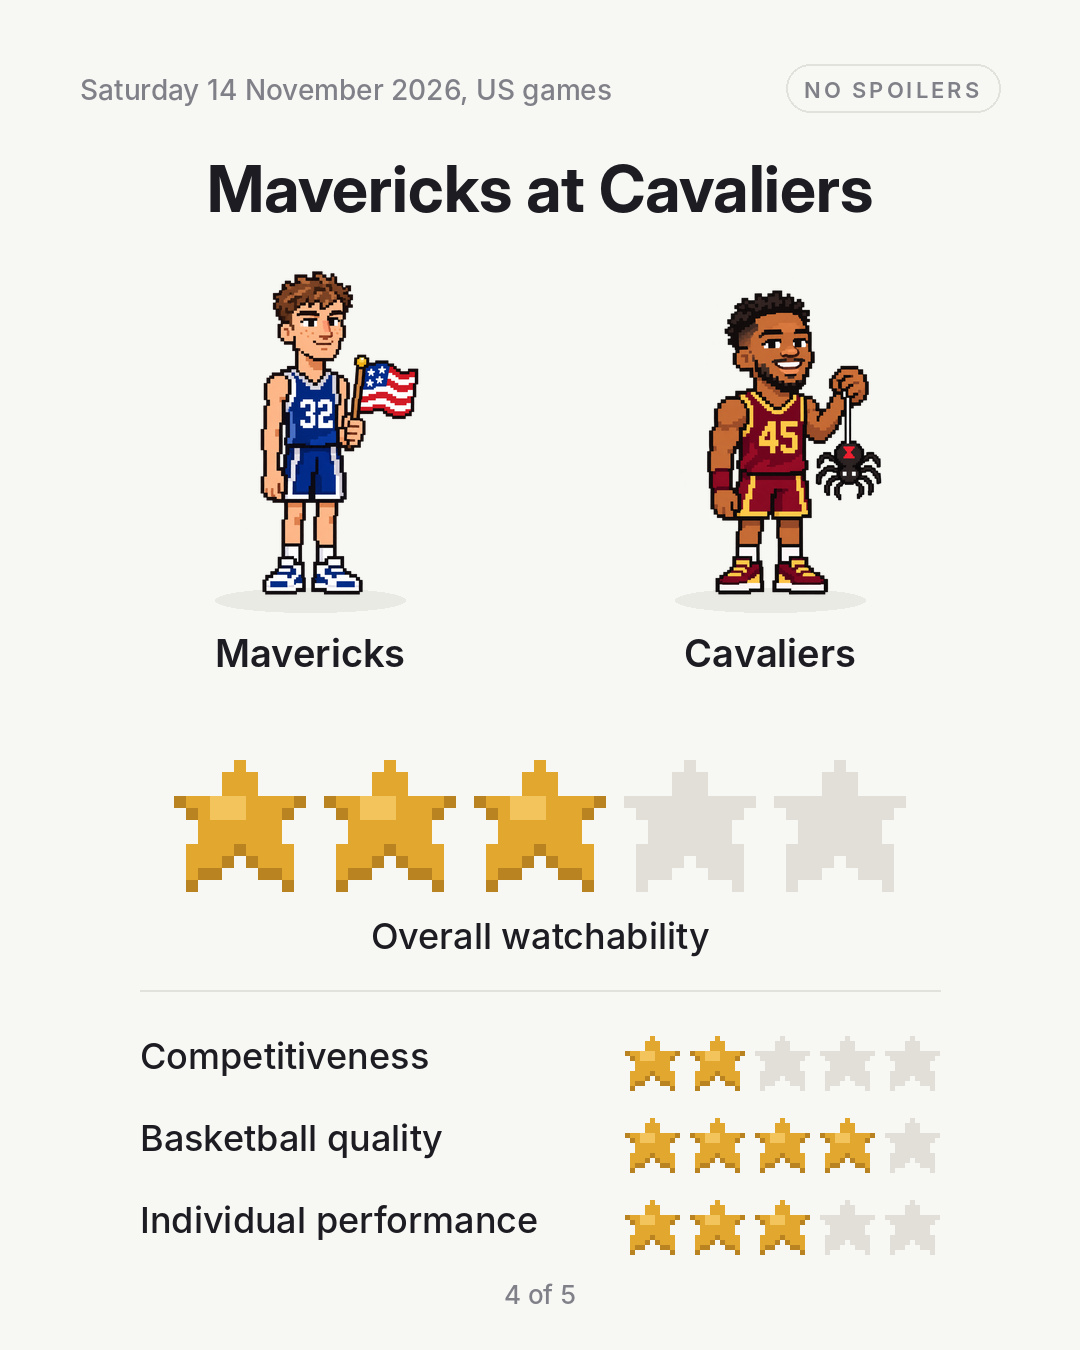 Saturday 14 November 2026, US games
NO SPOILERS
Mavericks at Cavaliers
32
45
Mavericks
Cavaliers
Overall watchability
Competitiveness
Basketball quality
Individual performance
4 of 5